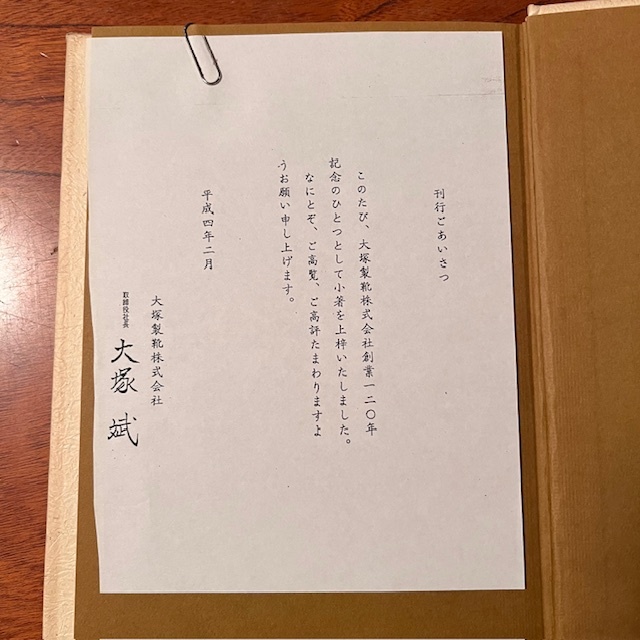 刊行ごあいさつ
このたび、大塚製靴株式会社創業一二〇年
記念のひとつとして小著を上梓いたしました。
なにとぞ、ご高覧、ご高評たまわりますよ
うお願い申し上げます。
平成四年二月
大塚製靴株式会社
取締役社長 大塚 斌